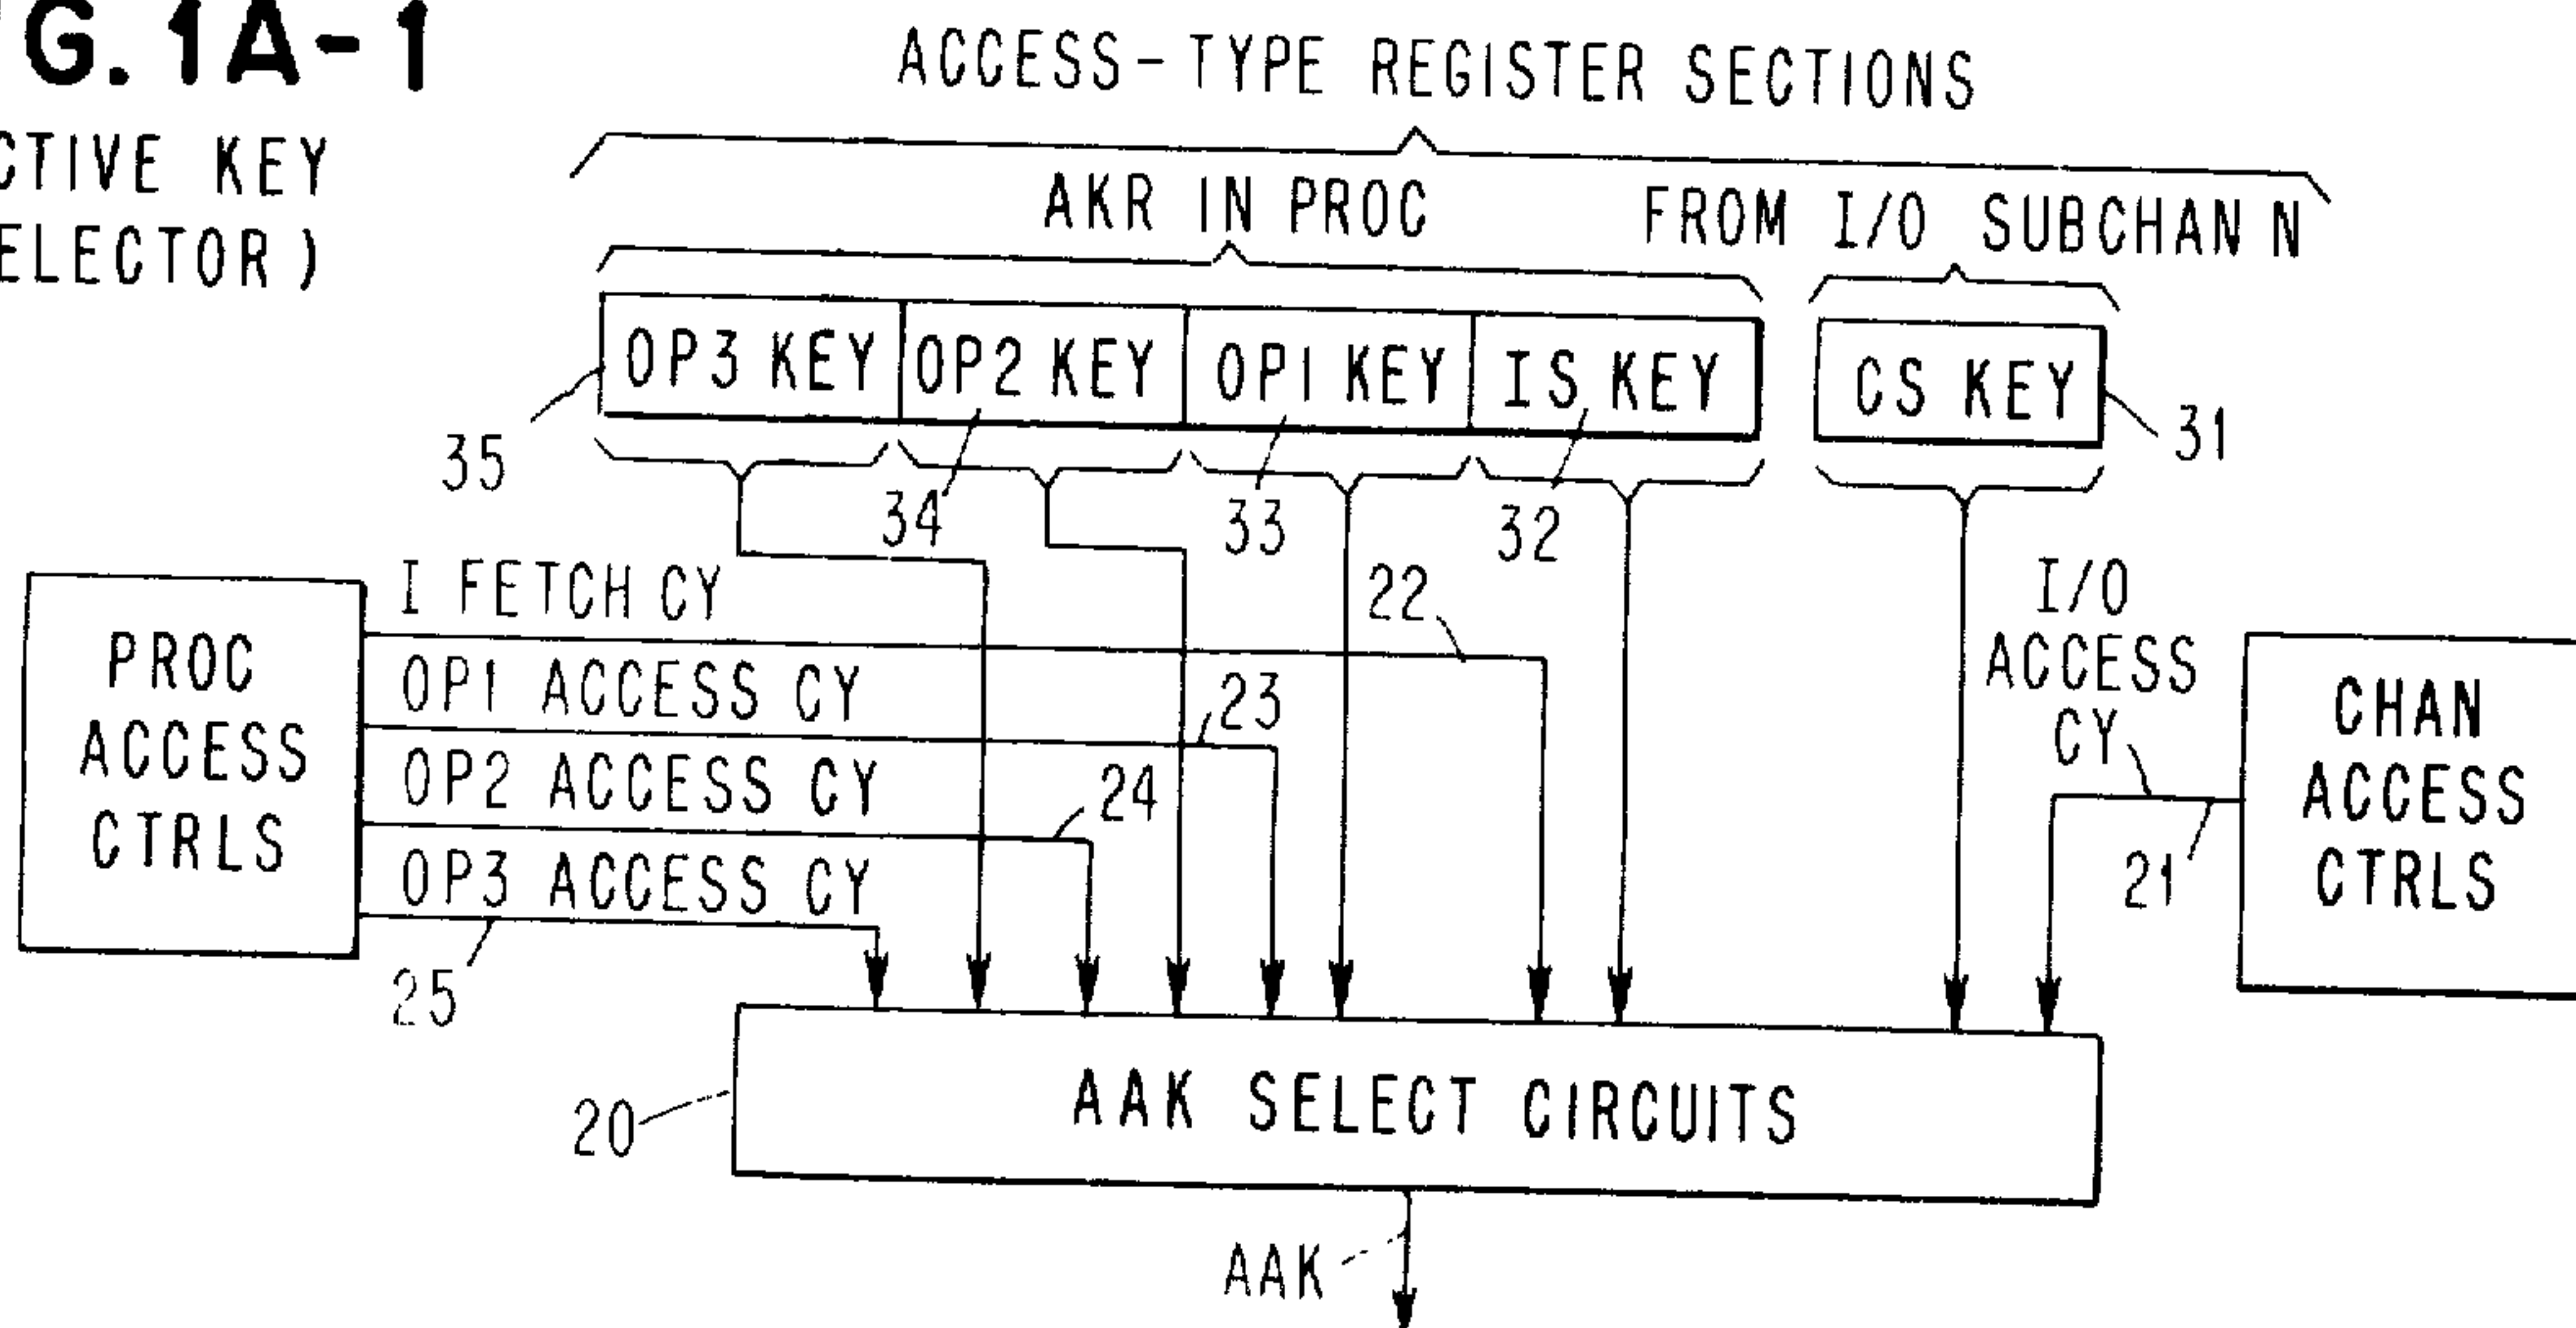 G. 1A-1
CTIVE KEY
ELECTOR )
ACCESS-TYPE REGISTER SECTIONS
AKR IN PROC
FROM I/O SUBCHAN N
OP3 KEY
OP2 KEY
OP1 KEY
IS KEY
CS KEY
35
34
33
32
31
PROC
ACCESS
CTRLS
I FETCH CY
22
OP1 ACCESS CY
23
OP2 ACCESS CY
24
OP3 ACCESS CY
25
I/O
ACCESS
CY
21
CHAN
ACCESS
CTRLS
20
AAK SELECT CIRCUITS
AAK